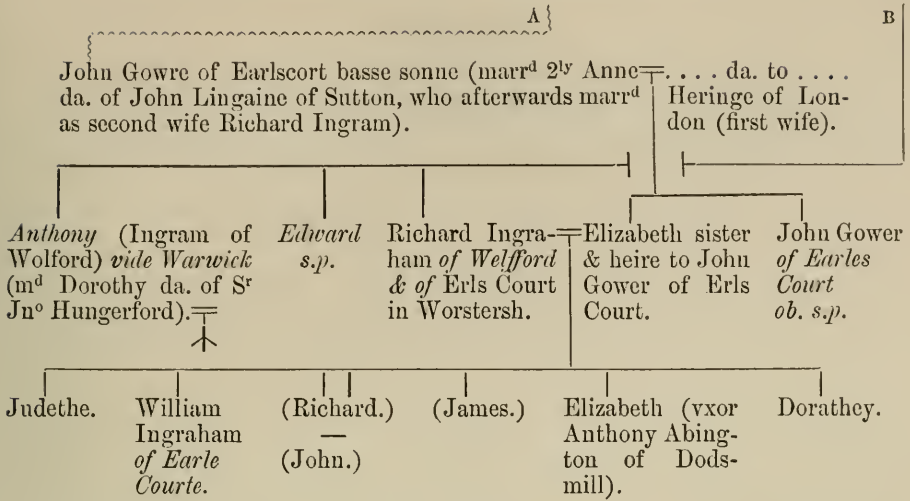 A B
John Gowre of Earlscort basse sonne (marrᵈ 2ˡʸ Anne
da. of John Lingaine of Sutton, who afterwards marrᵈ
as second wife Richard Ingram).
. . . . da. to . . . .
Heringe of Lon-
don (first wife).
Anthony (Ingram of
Wolford) vide Warwick
(mᵈ Dorothy da. of Sʳ
Jnᵒ Hungerford).
Edward
s.p.
Richard Ingra-
ham of Welfford
& of Erls Court
in Worstersh.
Elizabeth sister
& heire to John
Gower of Erls
Court.
John Gower
of Earles
Court
ob. s.p.
Judethe.
William
Ingraham
of Earle
Courte.
(Richard.)
—
(John.)
(James.)
Elizabeth (vxor
Anthony Abing-
ton of Dods-
mill).
Dorathey.